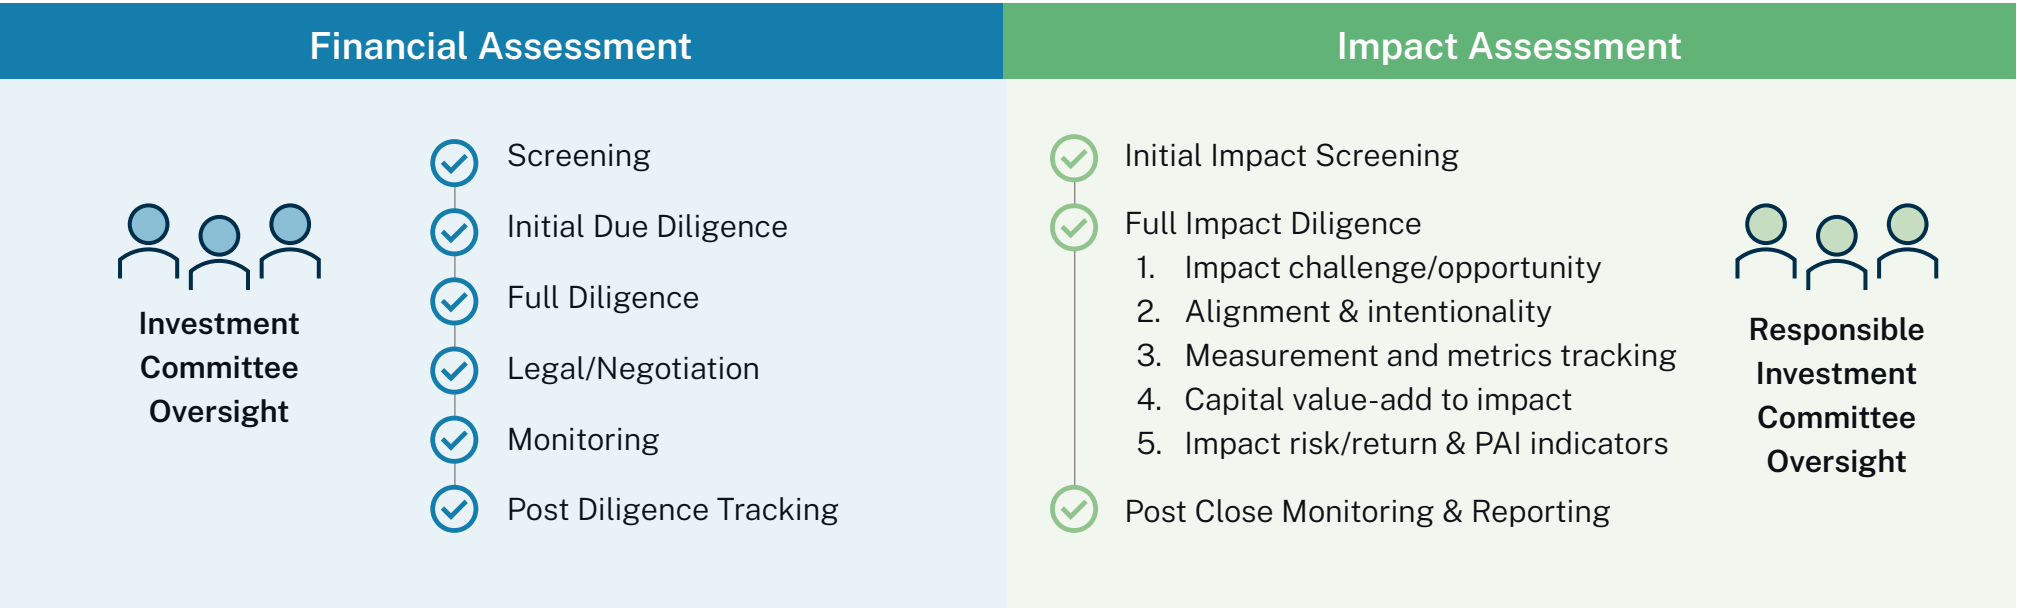 Financial Assessment
Investment
Committee
Oversight
Screening
Initial Due Diligence
Full Diligence
Legal/Negotiation
Monitoring
Post Diligence Tracking
Impact Assessment
Initial Impact Screening
Full Impact Diligence
1. Impact challenge/opportunity
2. Alignment & intentionality
3. Measurement and metrics tracking
4. Capital value-add to impact
5. Impact risk/return & PAI indicators
Post Close Monitoring & Reporting
Responsible
Investment
Committee
Oversight